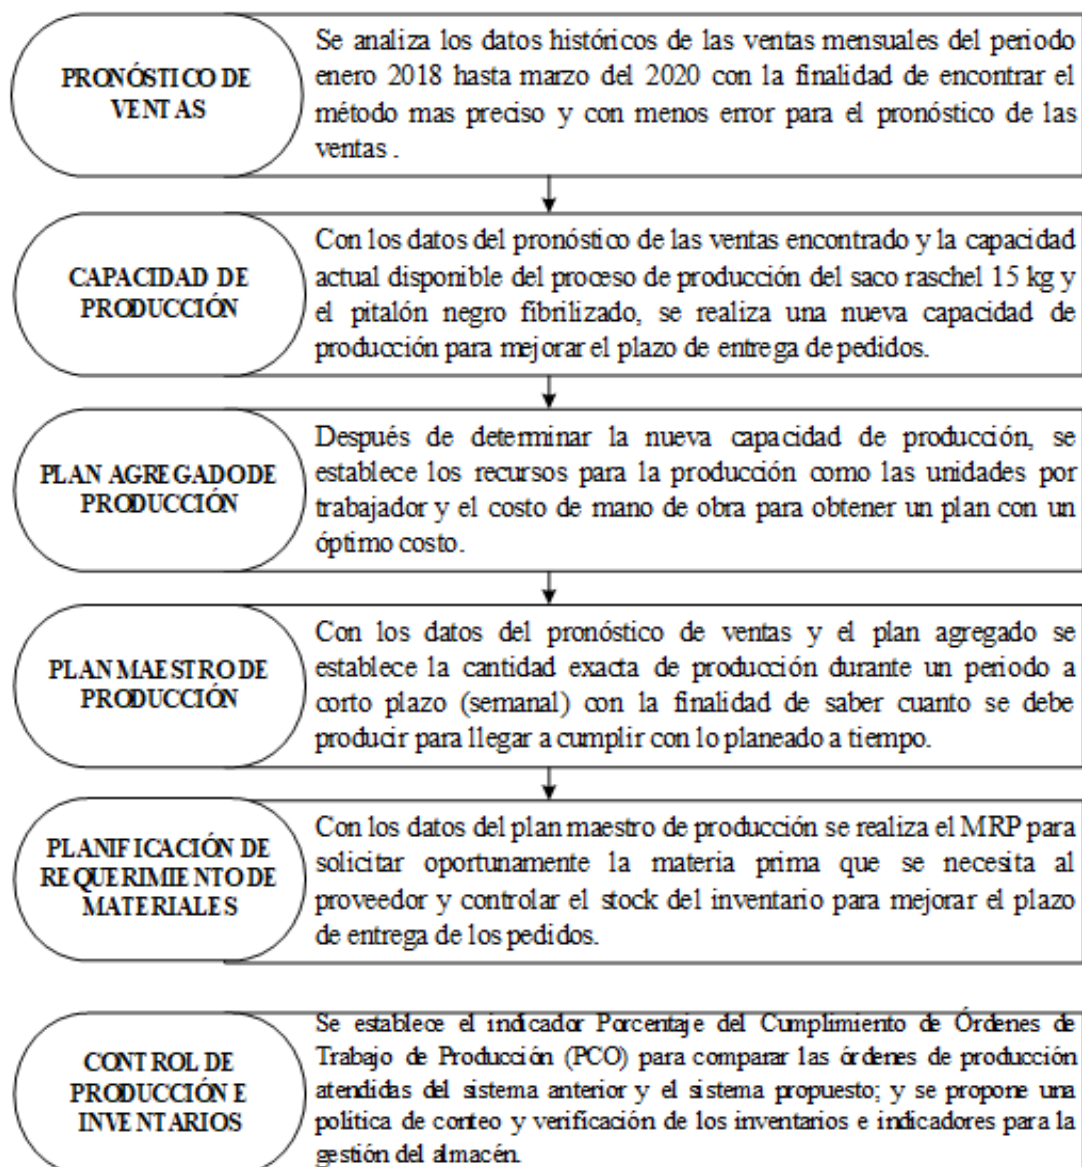 PRONÓSTICO DE
VENTAS
Se analiza los datos históricos de las ventas mensuales del periodo
enero 2018 hasta marzo del 2020 con la finalidad de encontrar el
método mas preciso y con menos error para el pronóstico de las
ventas .
CAPACIDAD DE
PRODUCCIÓN
Con los datos del pronóstico de las ventas encontrado y la capacidad
actual disponible del proceso de producción del saco raschel 15 kg y
el pitalón negro fibrilizado, se realiza una nueva capacidad de
producción para mejorar el plazo de entrega de pedidos.
PLAN AGREGADO DE
PRODUCCIÓN
Después de determinar la nueva capacidad de producción, se
establece los recursos para la producción como las unidades por
trabajador y el costo de mano de obra para obtener un plan con un
óptimo costo.
PLAN MAESTRO DE
PRODUCCIÓN
Con los datos del pronóstico de ventas y el plan agregado se
establece la cantidad exacta de producción durante un periodo a
corto plazo (semanal) con la finalidad de saber cuanto se debe
producir para llegar a cumplir con lo planeado a tiempo.
PLANIFICACIÓN DE
REQUERIMIENTO DE
MATERIALES
Con los datos del plan maestro de producción se realiza el MRP para
solicitar oportunamente la materia prima que se necesita al
proveedor y controlar el stock del inventario para mejorar el plazo
de entrega de los pedidos.
CONTROL DE
PRODUCCIÓN E
INVENTARIOS
Se establece el indicador Porcentaje del Cumplimiento de Órdenes de
Trabajo de Producción (PCO) para comparar las órdenes de producción
atendidas del sistema anterior y el sistema propuesto; y se propone una
política de conteo y verificación de los inventarios e indicadores para la
gestión del almacén.